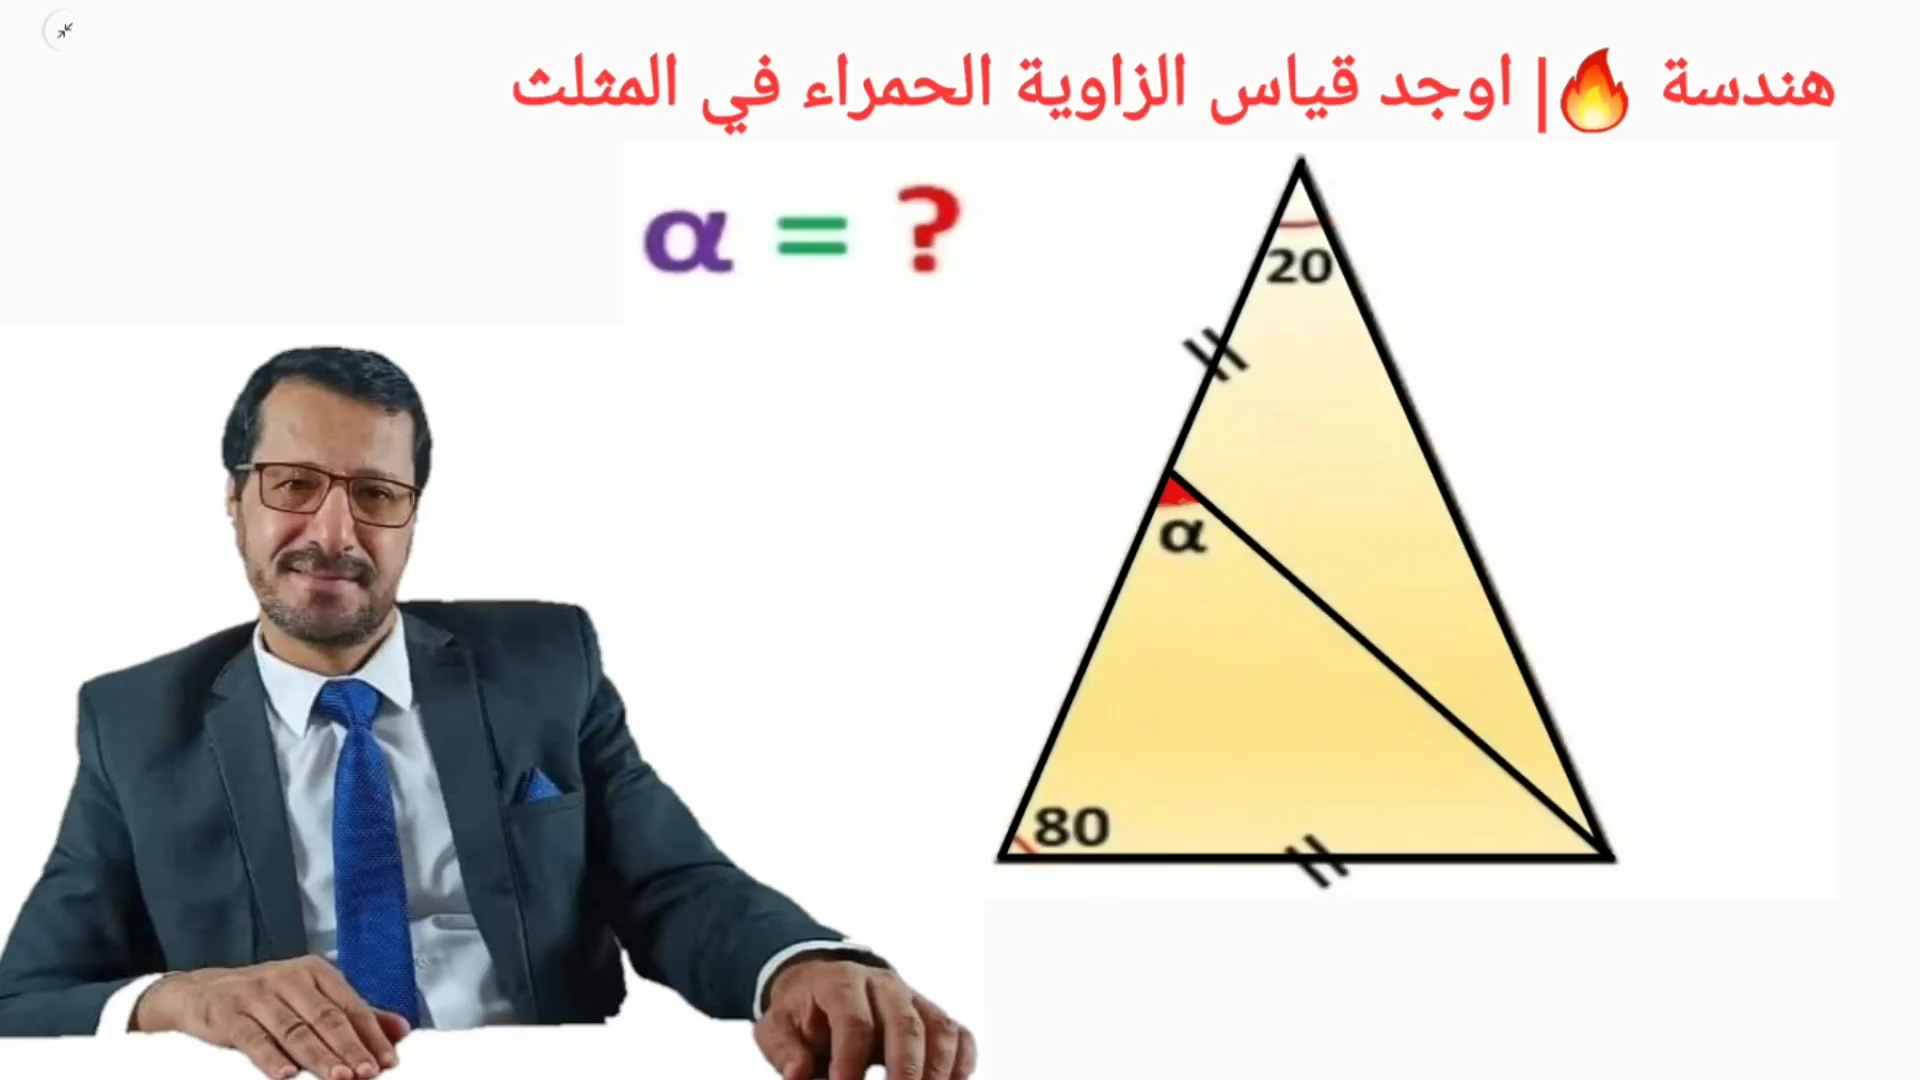 هندسة 🔥| اوجد قياس الزاوية الحمراء في المثلث
α = ?
20
α
80